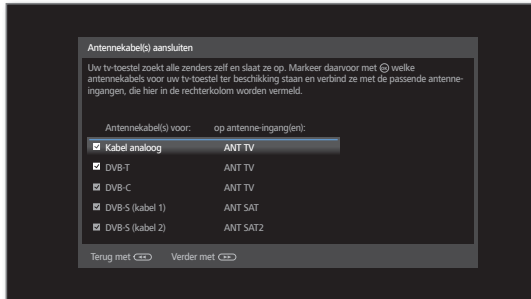 Antennekabel(s) aansluiten
Uw tv-toestel zoekt alle zenders zelf en slaat ze op. Markeer daarvoor met OK welke
antennekabels voor uw tv-toestel ter beschikking staan en verbind ze met de passende antenne-
ingangen, die hier in de rechterkolom worden vermeld.
Antennekabel(s) voor: op antenne-ingang(en):
Kabel analoog ANT TV
DVB-T ANT TV
DVB-C ANT TV
DVB-S (kabel 1) ANT SAT
DVB-S (kabel 2) ANT SAT2
Terug met Verder met